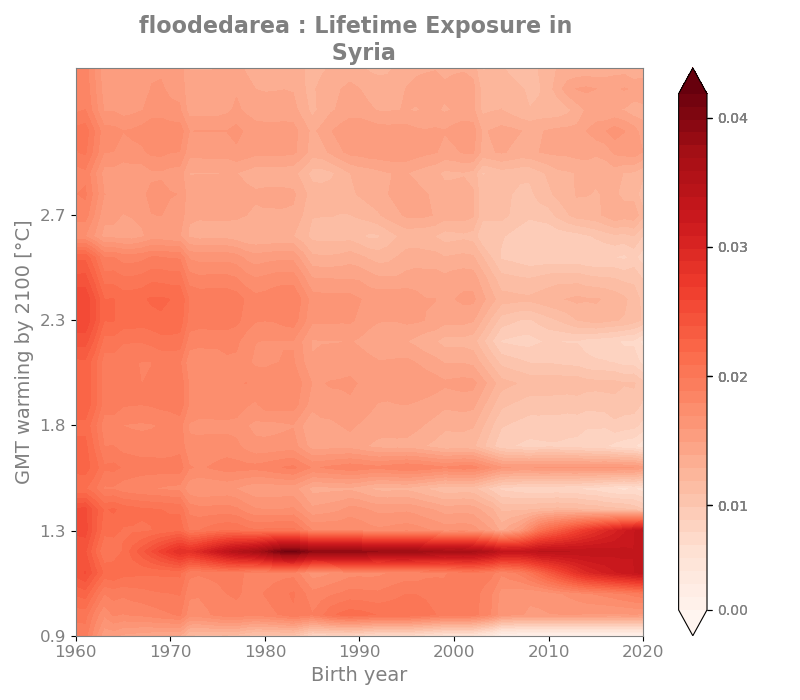 floodedarea : Lifetime Exposure in
Syria
GMT warming by 2100 [°C]
2.7
2.3
1.8
1.3
0.9
1960 1970 1980 1990 2000 2010 2020
Birth year
0.04
0.03
0.02
0.01
0.00